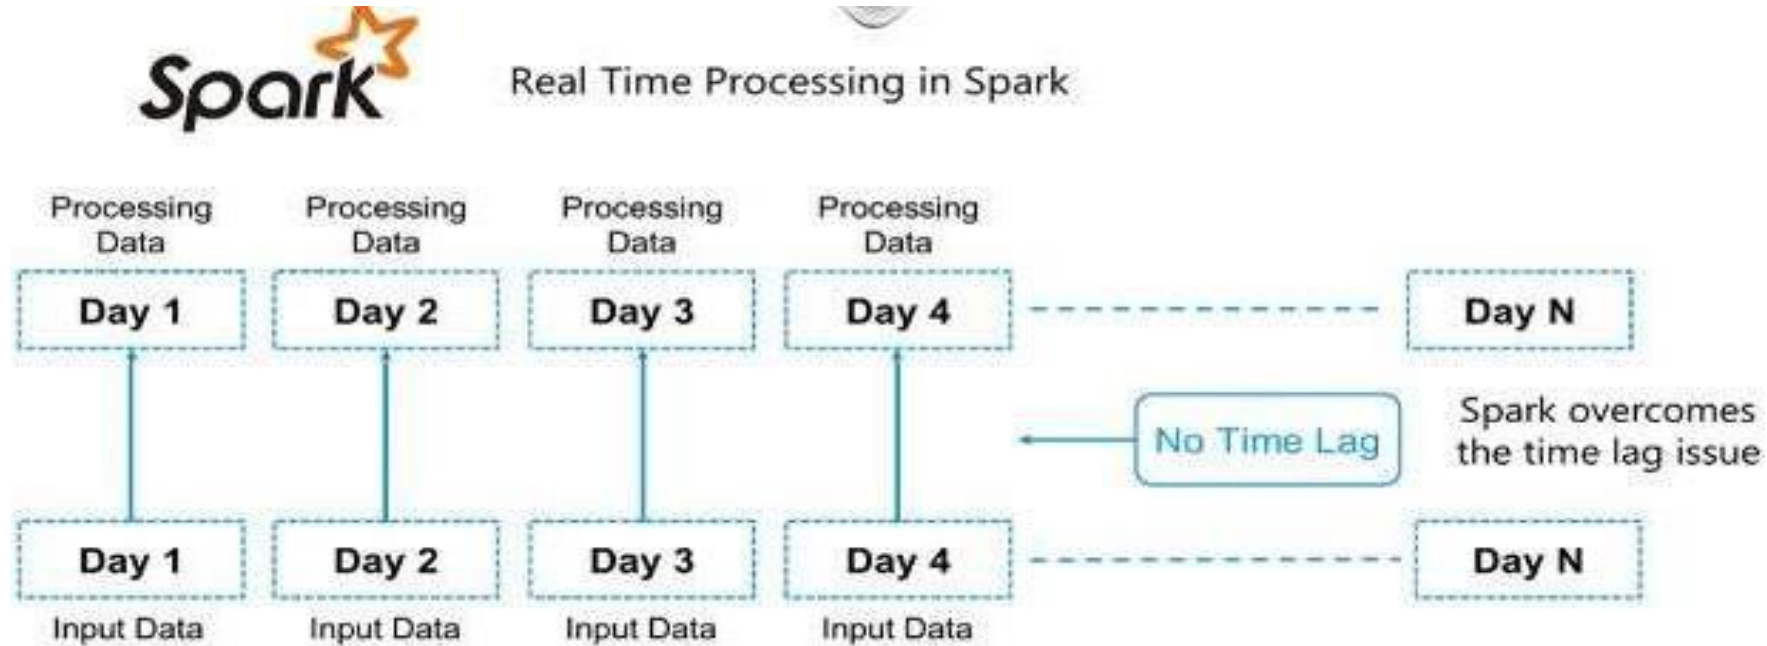 Spark
Real Time Processing in Spark
Processing
Data
Processing
Data
Processing
Data
Processing
Data
Day 1
Day 2
Day 3
Day 4
Day N
No Time Lag
Spark overcomes
the time lag issue
Day 1
Day 2
Day 3
Day 4
Day N
Input Data
Input Data
Input Data
Input Data